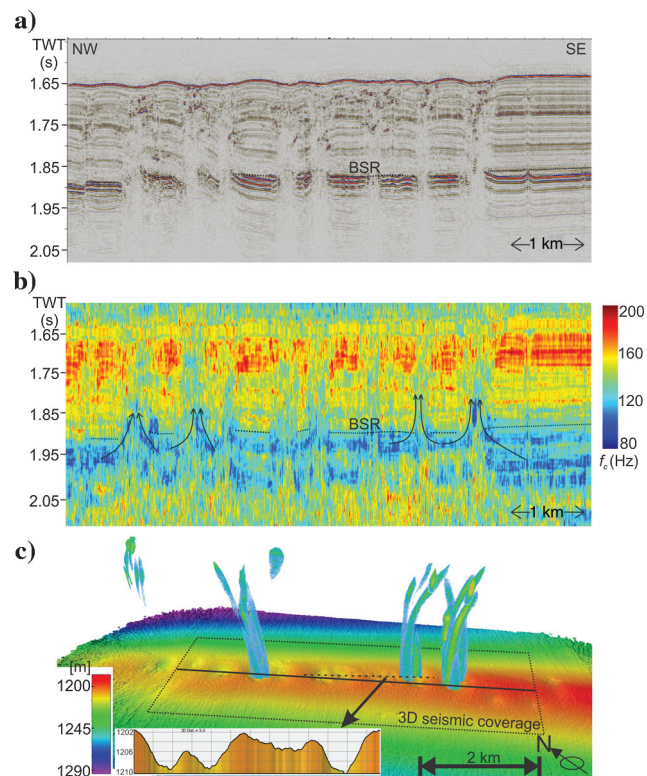 a)
TWT
(s)
NW
SE
1.65
1.75
1.85
1.95
2.05
BSR
1 km
b)
TWT
(s)
1.65
1.75
1.85
1.95
2.05
BSR
1 km
200
160
120
80
f_c (Hz)
c)
[m]
1200
1245
1290
3D seismic coverage
N
2 km
1202
1206
1210